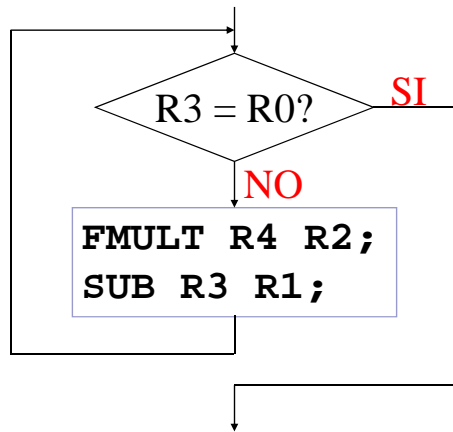 R3 = R0?
SI
NO
FMULT R4 R2;
SUB R3 R1;